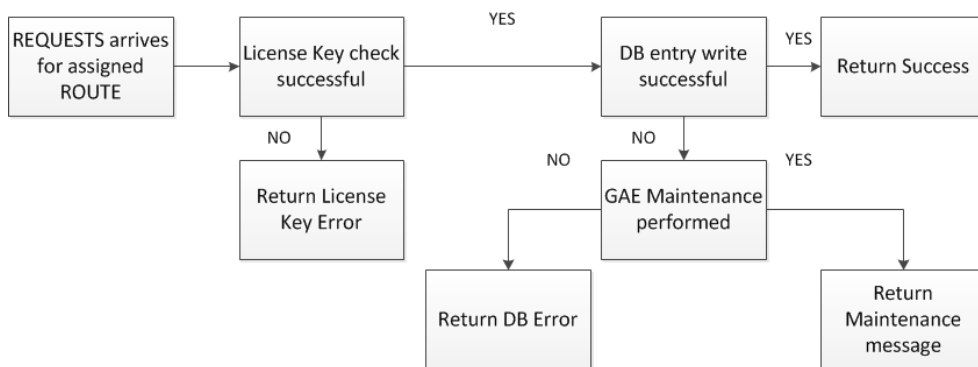 REQUESTS arrives
for assigned
ROUTE
License Key check
successful
YES
DB entry write
successful
YES
Return Success
NO
Return License
Key Error
NO
NO
GAE Maintenance
performed
YES
Return DB Error
Return
Maintenance
message